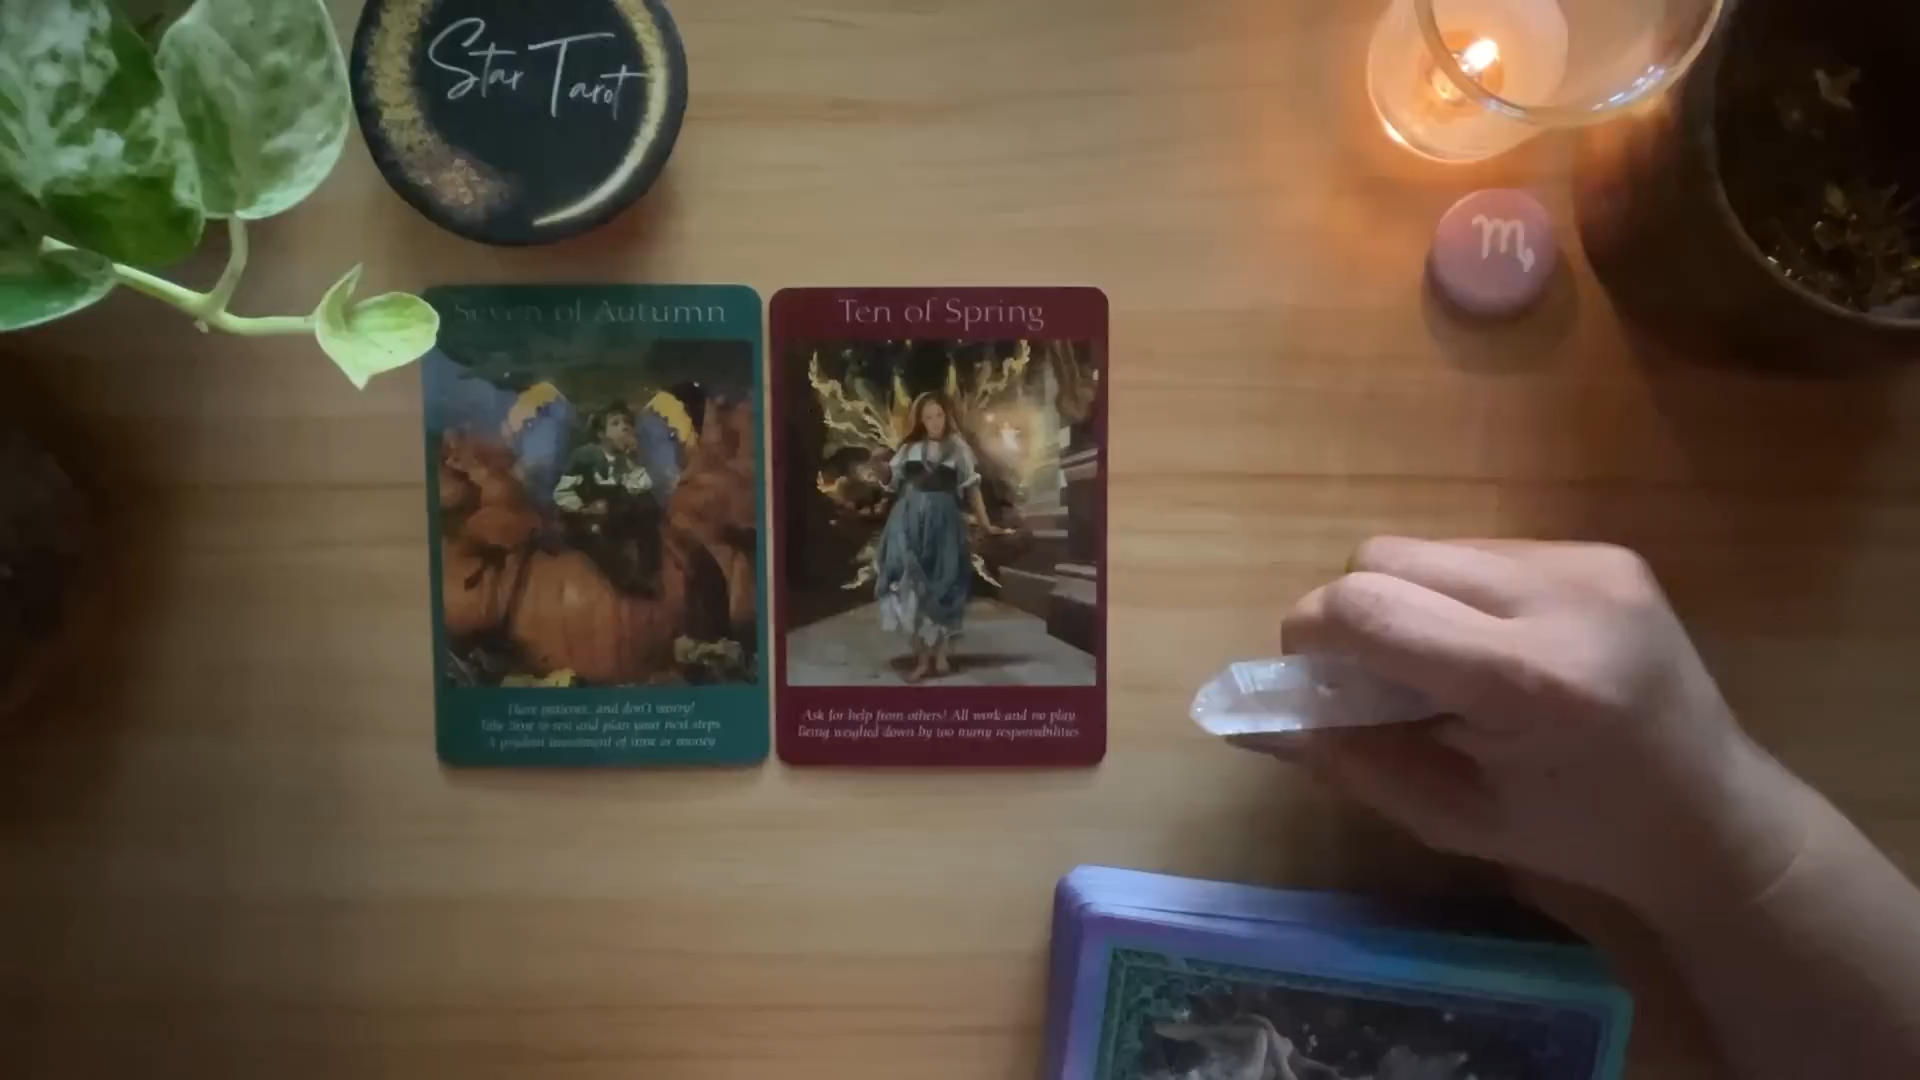 Star Tarot
♏
Seven of Autumn
Have patience, and don't worry!
Take time to rest and plan your next steps
A prudent investment of time or money
Ten of Spring
Ask for help from others! All work and no play
Being weighed down by too many responsibilities